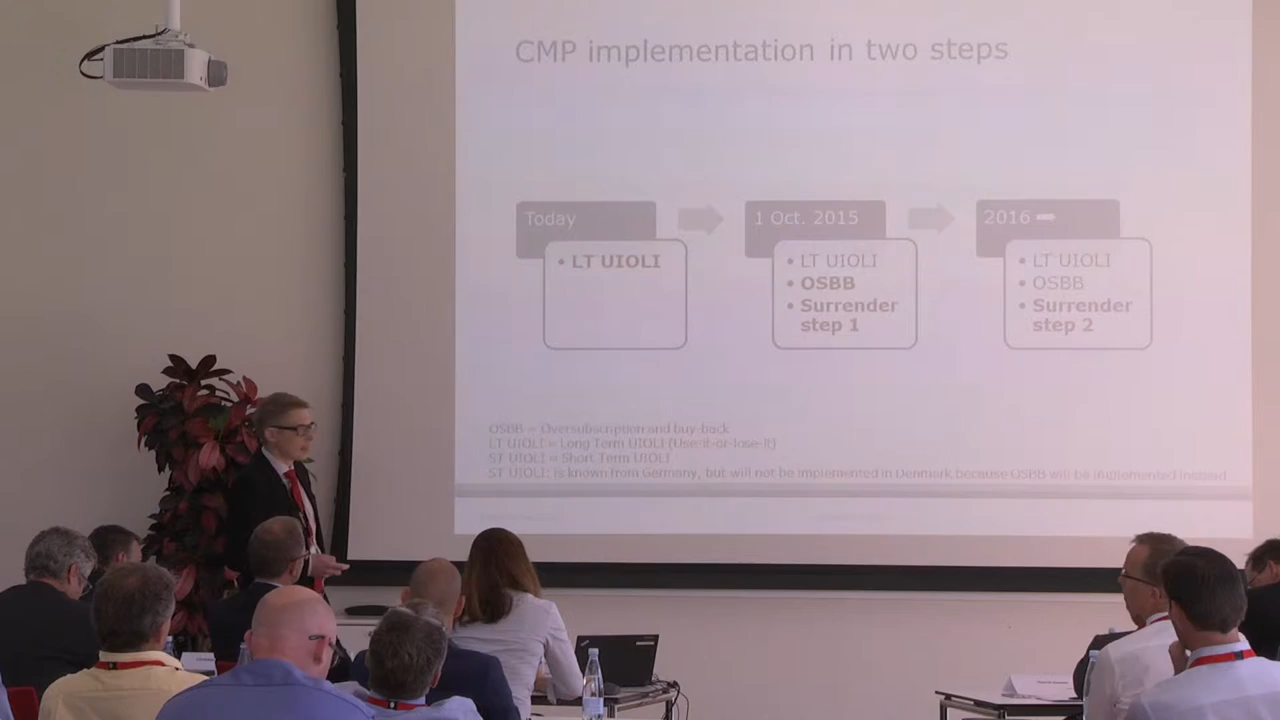 CMP implementation in two steps
Today
• LT UIOLI
1 Oct. 2015
• LT UIOLI
• OSBB
• Surrender
step 1
2016
• LT UIOLI
• OSBB
• Surrender
step 2
OSBB = Oversubscription and buy-back
LT UIOLI = Long Term UIOLI (Use-it-or-lose-it)
ST UIOLI = Short Term UIOLI
ST UIOLI: is known from Germany, but will not be implemented in Denmark because OSBB will be implemented instead